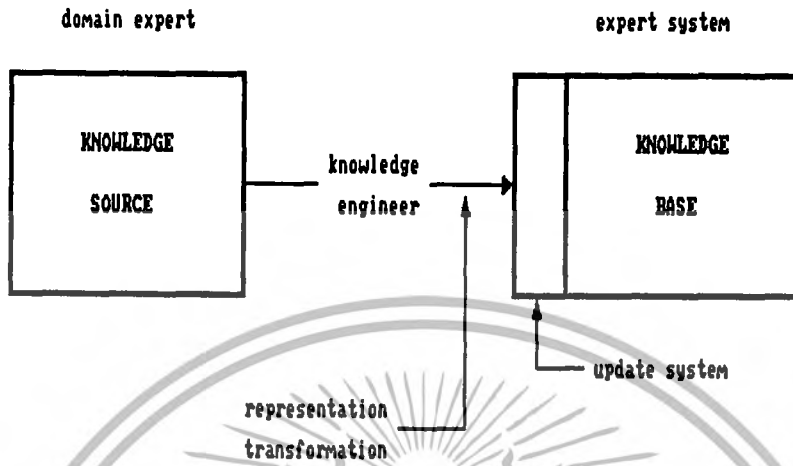 domain expert
expert system
KNOWLEDGE
SOURCE
knowledge
engineer
KNOWLEDGE
BASE
update system
representation
transformation